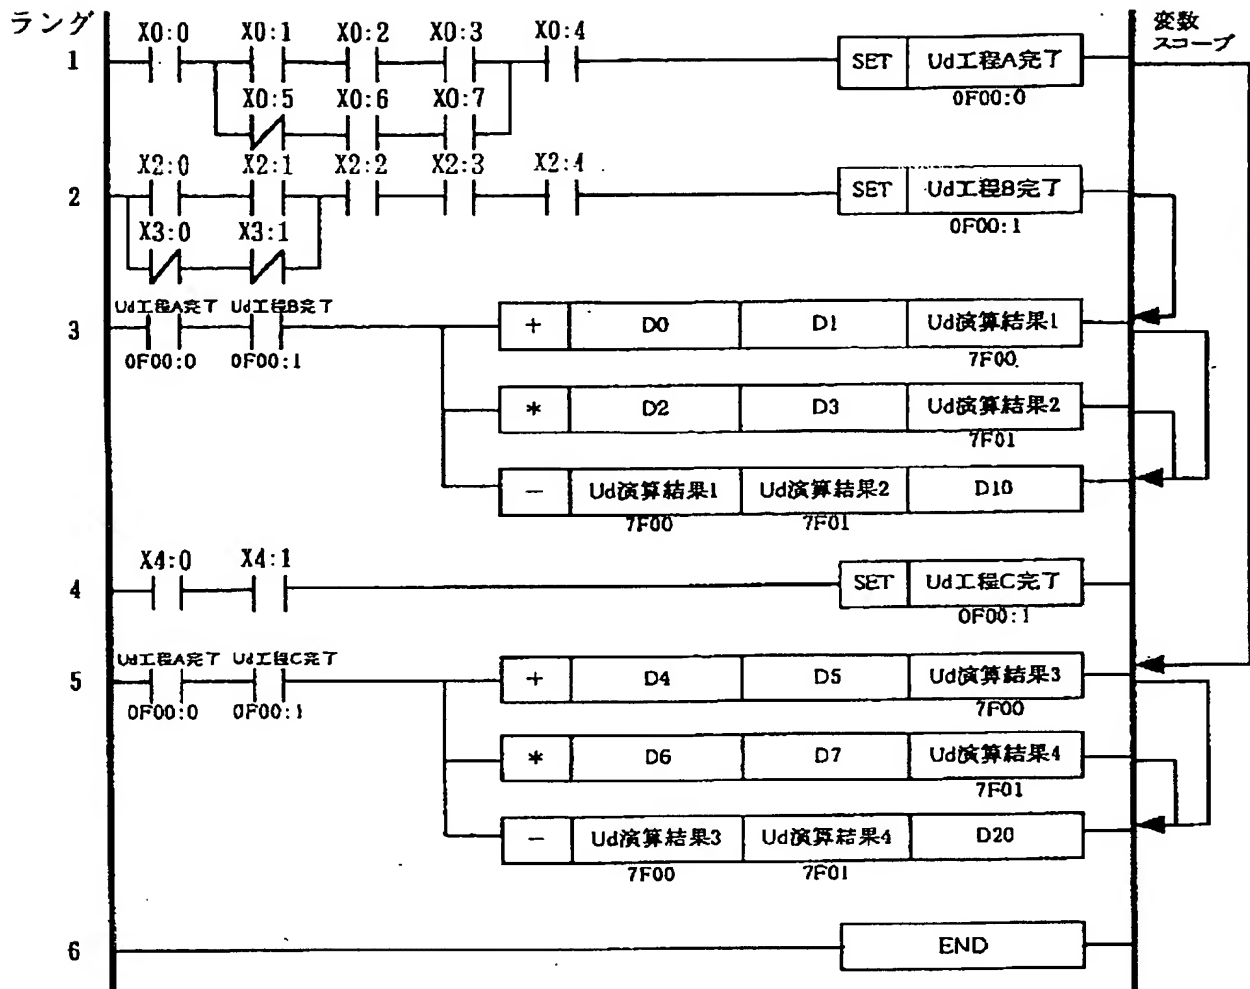 ラング
変数
スコープ
X0:0 X0:1 X0:2 X0:3 X0:4
1
SET Ud工程A完了
0F00:0
X0:5 X0:6 X0:7
X2:0 X2:1 X2:2 X2:3 X2:4
2
SET Ud工程B完了
0F00:1
X3:0 X3:1
Ud工程A完了 Ud工程B完了
3
+ D0 D1 Ud演算結果1
0F00:0 0F00:1
7F00
* D2 D3 Ud演算結果2
7F01
- Ud演算結果1 Ud演算結果2 D10
7F00 7F01
X4:0 X4:1
4
SET Ud工程C完了
0F00:1
Ud工程A完了 Ud工程C完了
5
+ D4 D5 Ud演算結果3
0F00:0 0F00:1
7F00
* D6 D7 Ud演算結果4
7F01
- Ud演算結果3 Ud演算結果4 D20
7F00 7F01
6
END